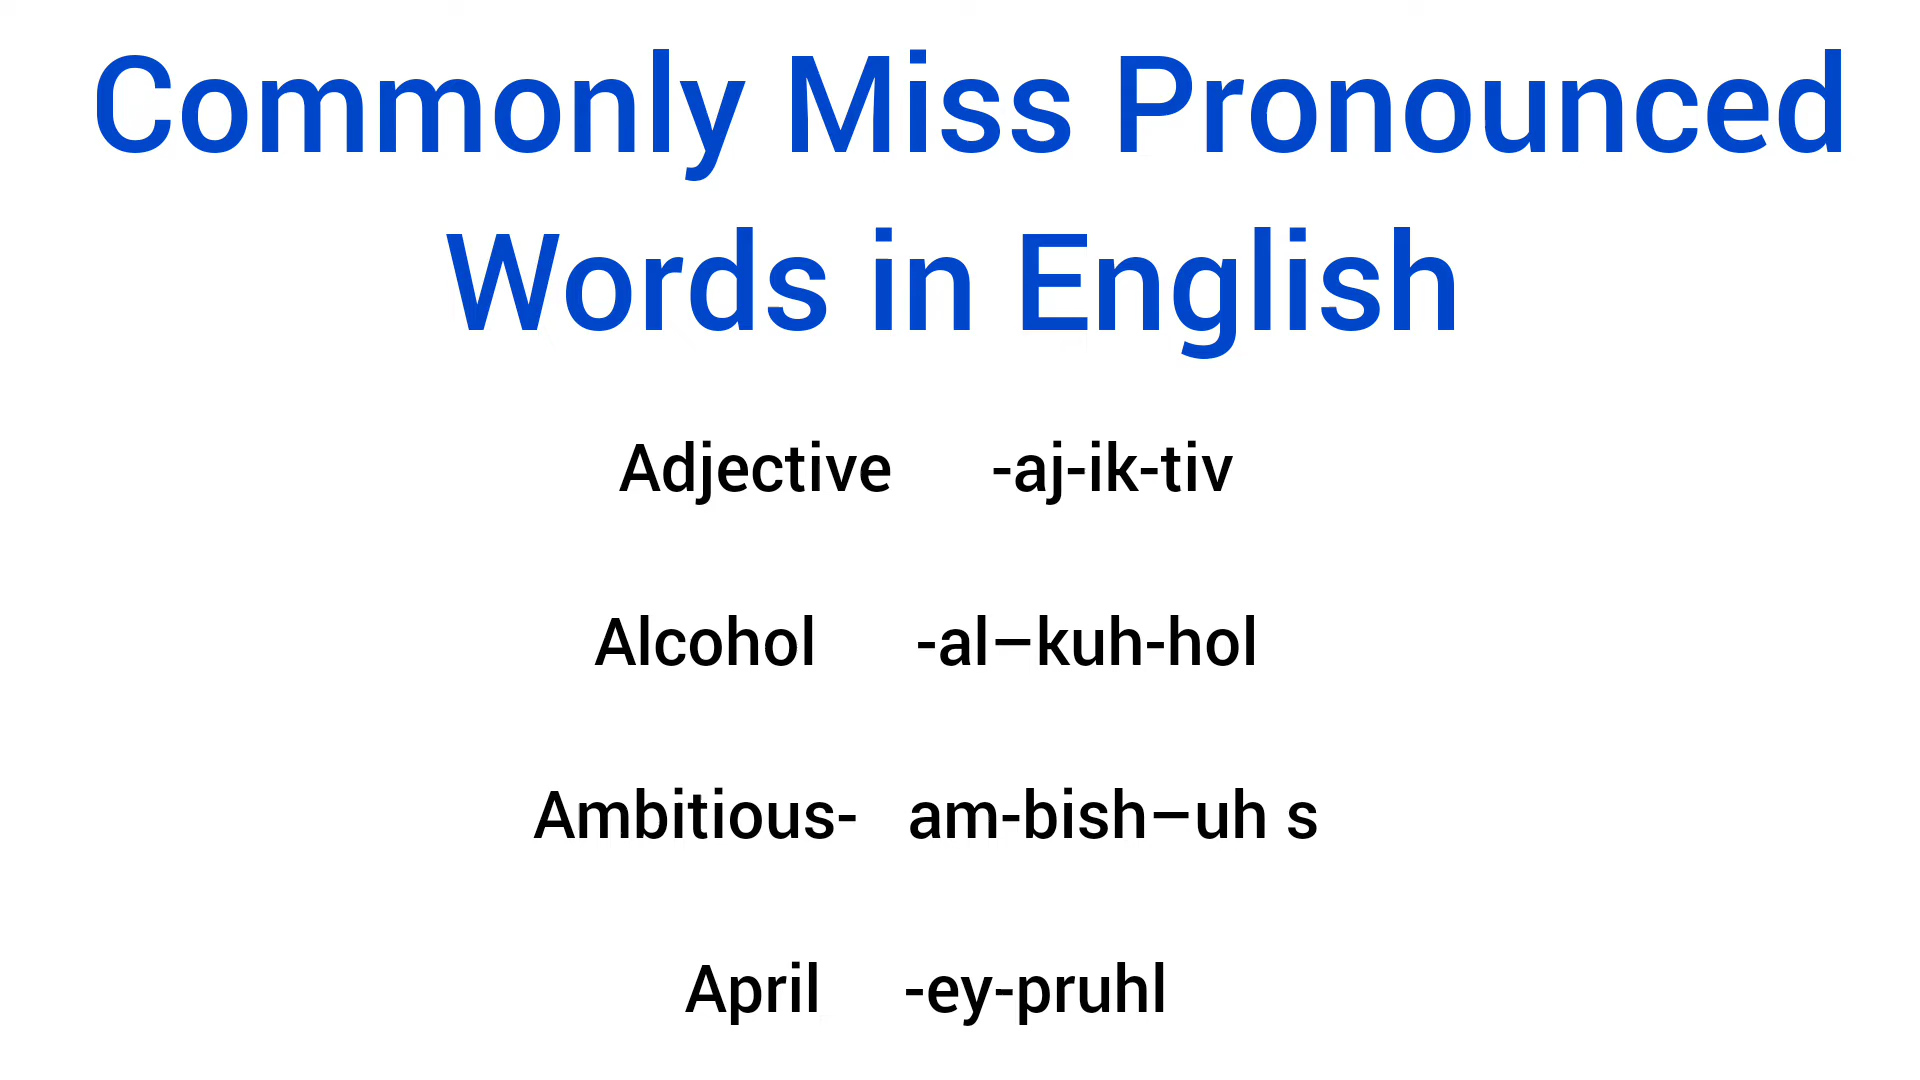 Commonly Miss Pronounced
Words in English
Adjective -aj-ik-tiv
Alcohol -al–kuh-hol
Ambitious- am-bish–uh s
April -ey-pruhl